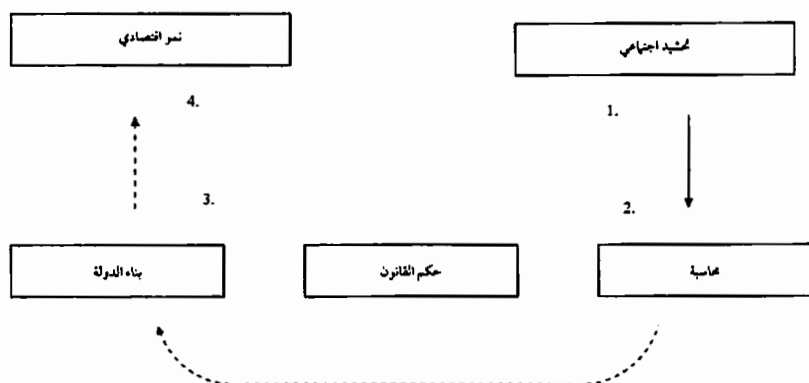 تحشيد اجتماعي
نمو اقتصادي
1.
4.
2.
3.
محاسبة
حكم القانون
بناء الدولة